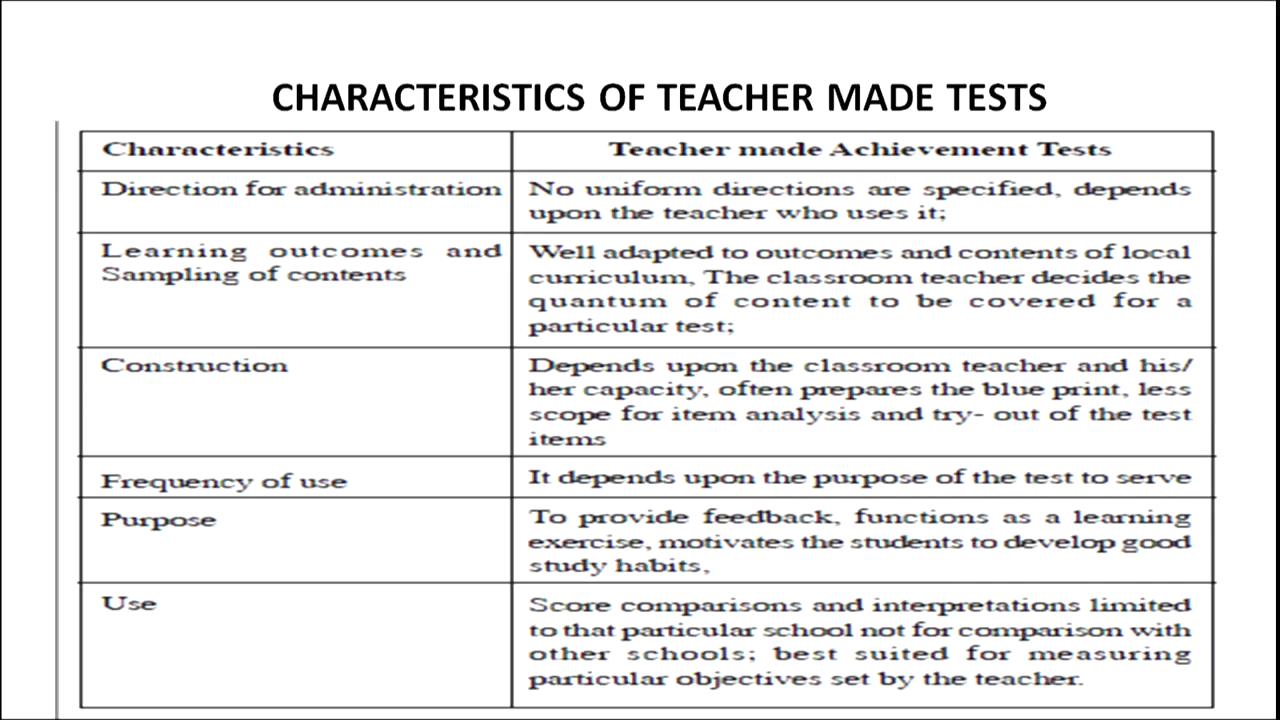 CHARACTERISTICS OF TEACHER MADE TESTS
Characteristics
Teacher made Achievement Tests
Direction for administration
No uniform directions are specified, depends
upon the teacher who uses it;
Learning outcomes and
Sampling of contents
Well adapted to outcomes and contents of local
curriculum, The classroom teacher decides the
quantum of content to be covered for a
particular test;
Construction
Depends upon the classroom teacher and his/
her capacity, often prepares the blue print, less
scope for item analysis and try- out of the test
items
Frequency of use
It depends upon the purpose of the test to serve
Purpose
To provide feedback, functions as a learning
exercise, motivates the students to develop good
study habits,
Use
Score comparisons and interpretations limited
to that particular school not for comparison with
other schools; best suited for measuring
particular objectives set by the teacher.